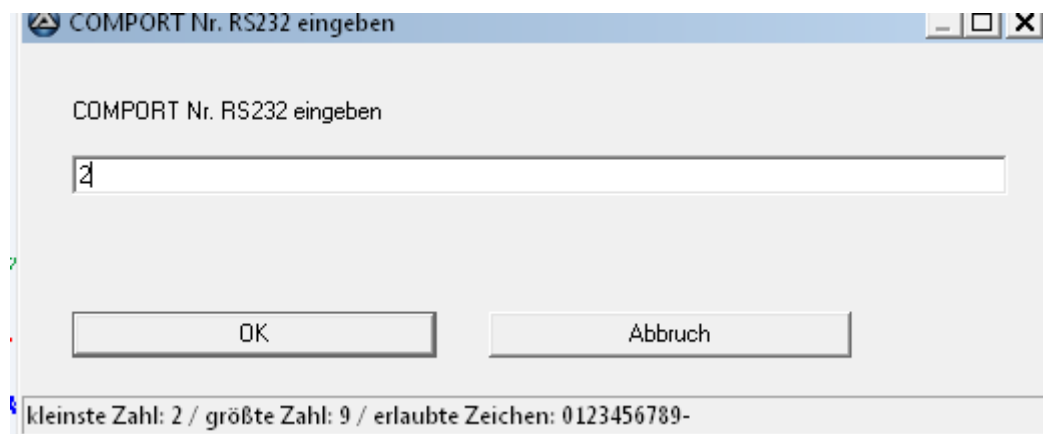 COMPORT Nr. RS232 eingeben
COMPORT Nr. RS232 eingeben
2
OK
Abbruch
kleinste Zahl: 2 / größte Zahl: 9 / erlaubte Zeichen: 0123456789-